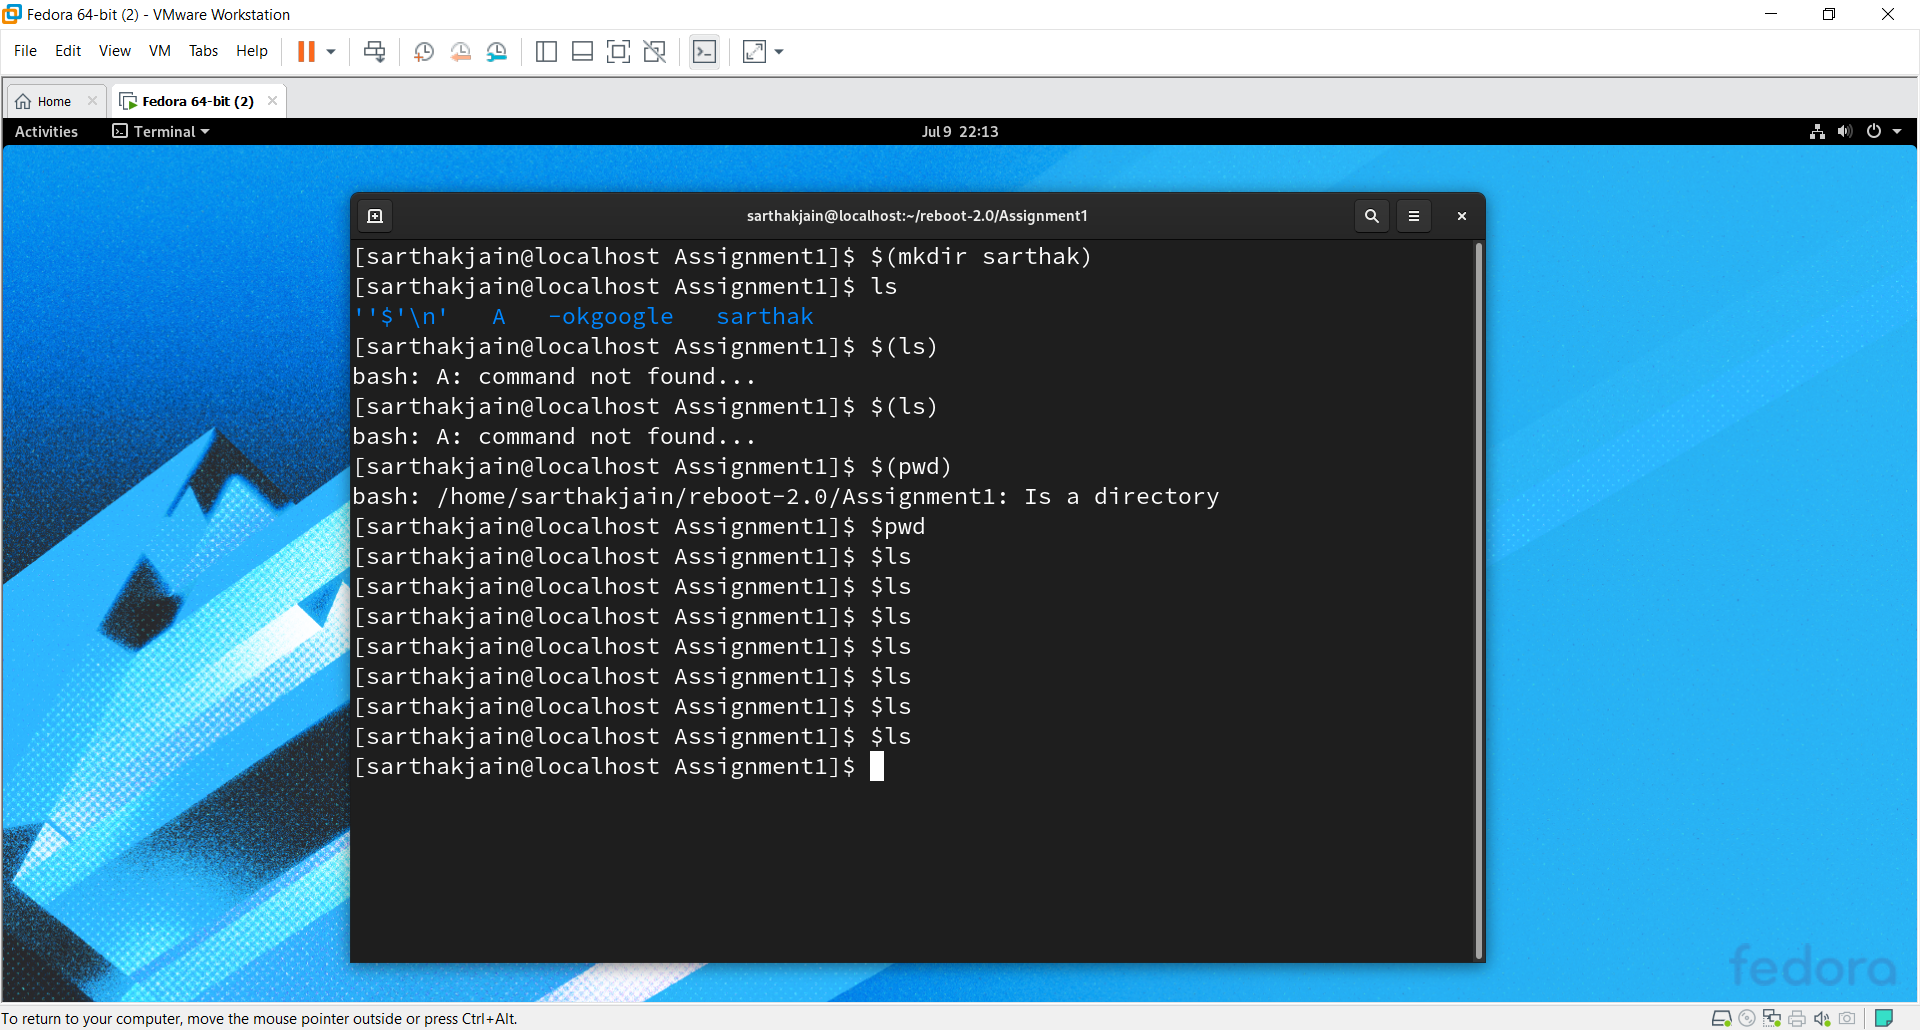 Fedora 64-bit (2) - VMware Workstation
File Edit View VM Tabs Help
Home Fedora 64-bit (2)
Activities Terminal Jul 9 22:13
sarthakjain@localhost:~/reboot-2.0/Assignment1
[sarthakjain@localhost Assignment1]$ $(mkdir sarthak)
[sarthakjain@localhost Assignment1]$ ls
''$'\n' A -okgoogle sarthak
[sarthakjain@localhost Assignment1]$ $(ls)
bash: A: command not found...
[sarthakjain@localhost Assignment1]$ $(ls)
bash: A: command not found...
[sarthakjain@localhost Assignment1]$ $(pwd)
bash: /home/sarthakjain/reboot-2.0/Assignment1: Is a directory
[sarthakjain@localhost Assignment1]$ $pwd
[sarthakjain@localhost Assignment1]$ $ls
[sarthakjain@localhost Assignment1]$ $ls
[sarthakjain@localhost Assignment1]$ $ls
[sarthakjain@localhost Assignment1]$ $ls
[sarthakjain@localhost Assignment1]$ $ls
[sarthakjain@localhost Assignment1]$ $ls
[sarthakjain@localhost Assignment1]$ $ls
[sarthakjain@localhost Assignment1]$
fedora
To return to your computer, move the mouse pointer outside or press Ctrl+Alt.